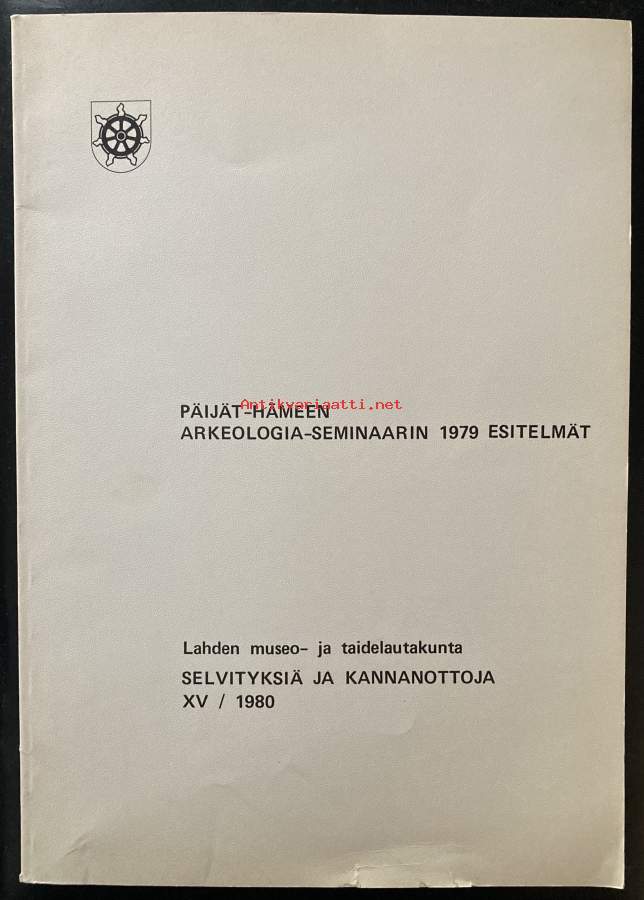 PÄIJÄT-HÄMEEN
Antikvariaatti.net
ARKEOLOGIA-SEMINAARIN 1979 ESITELMÄT
Lahden museo- ja taidelautakunta
SELVITYKSIÄ JA KANNANOTTOJA
XV / 1980